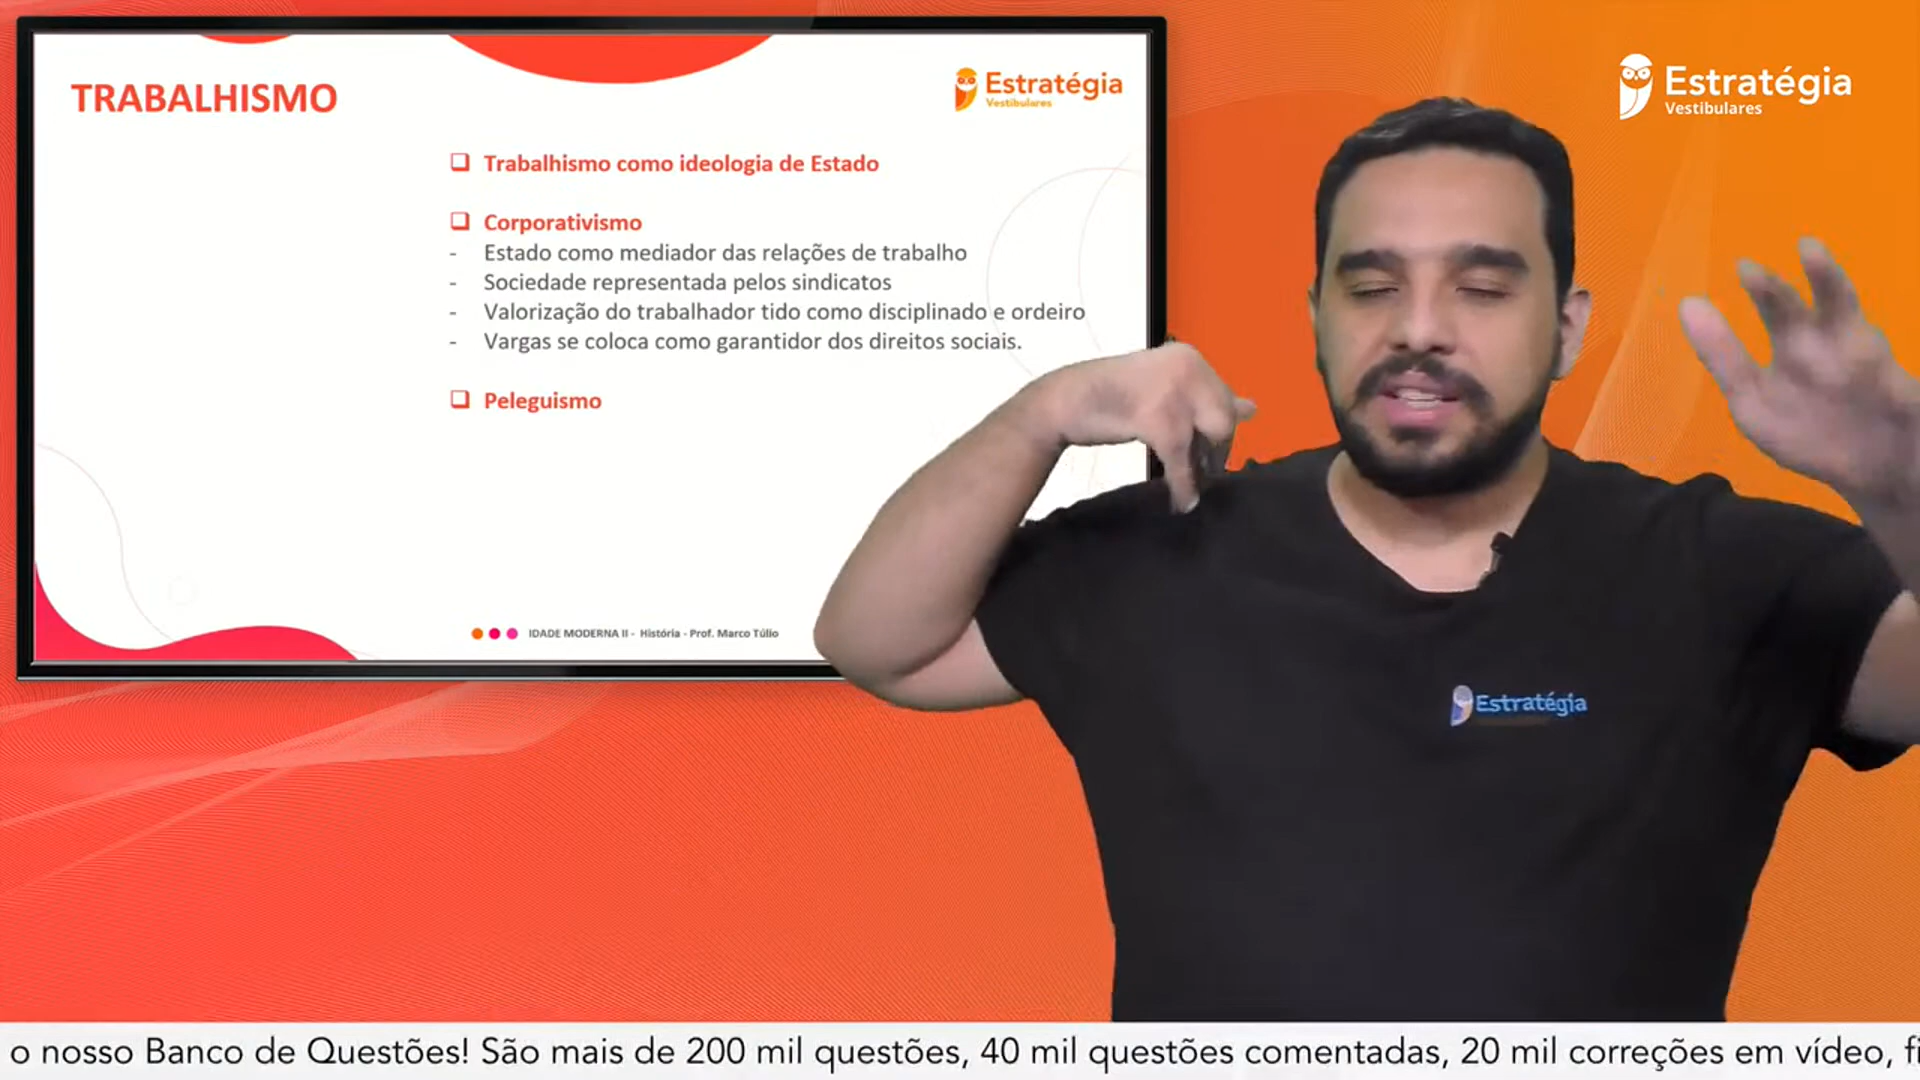 TRABALHISMO
Estratégia
Vestibulares
Trabalhismo como ideologia de Estado
Corporativismo
- Estado como mediador das relações de trabalho
- Sociedade representada pelos sindicatos
- Valorização do trabalhador tido como disciplinado e ordeiro
- Vargas se coloca como garantidor dos direitos sociais.
Peleguismo
IDADE MODERNA II - História - Prof. Marco Túlio
Estratégia
Vestibulares
Estratégia
o nosso Banco de Questões! São mais de 200 mil questões, 40 mil questões comentadas, 20 mil correções em vídeo,